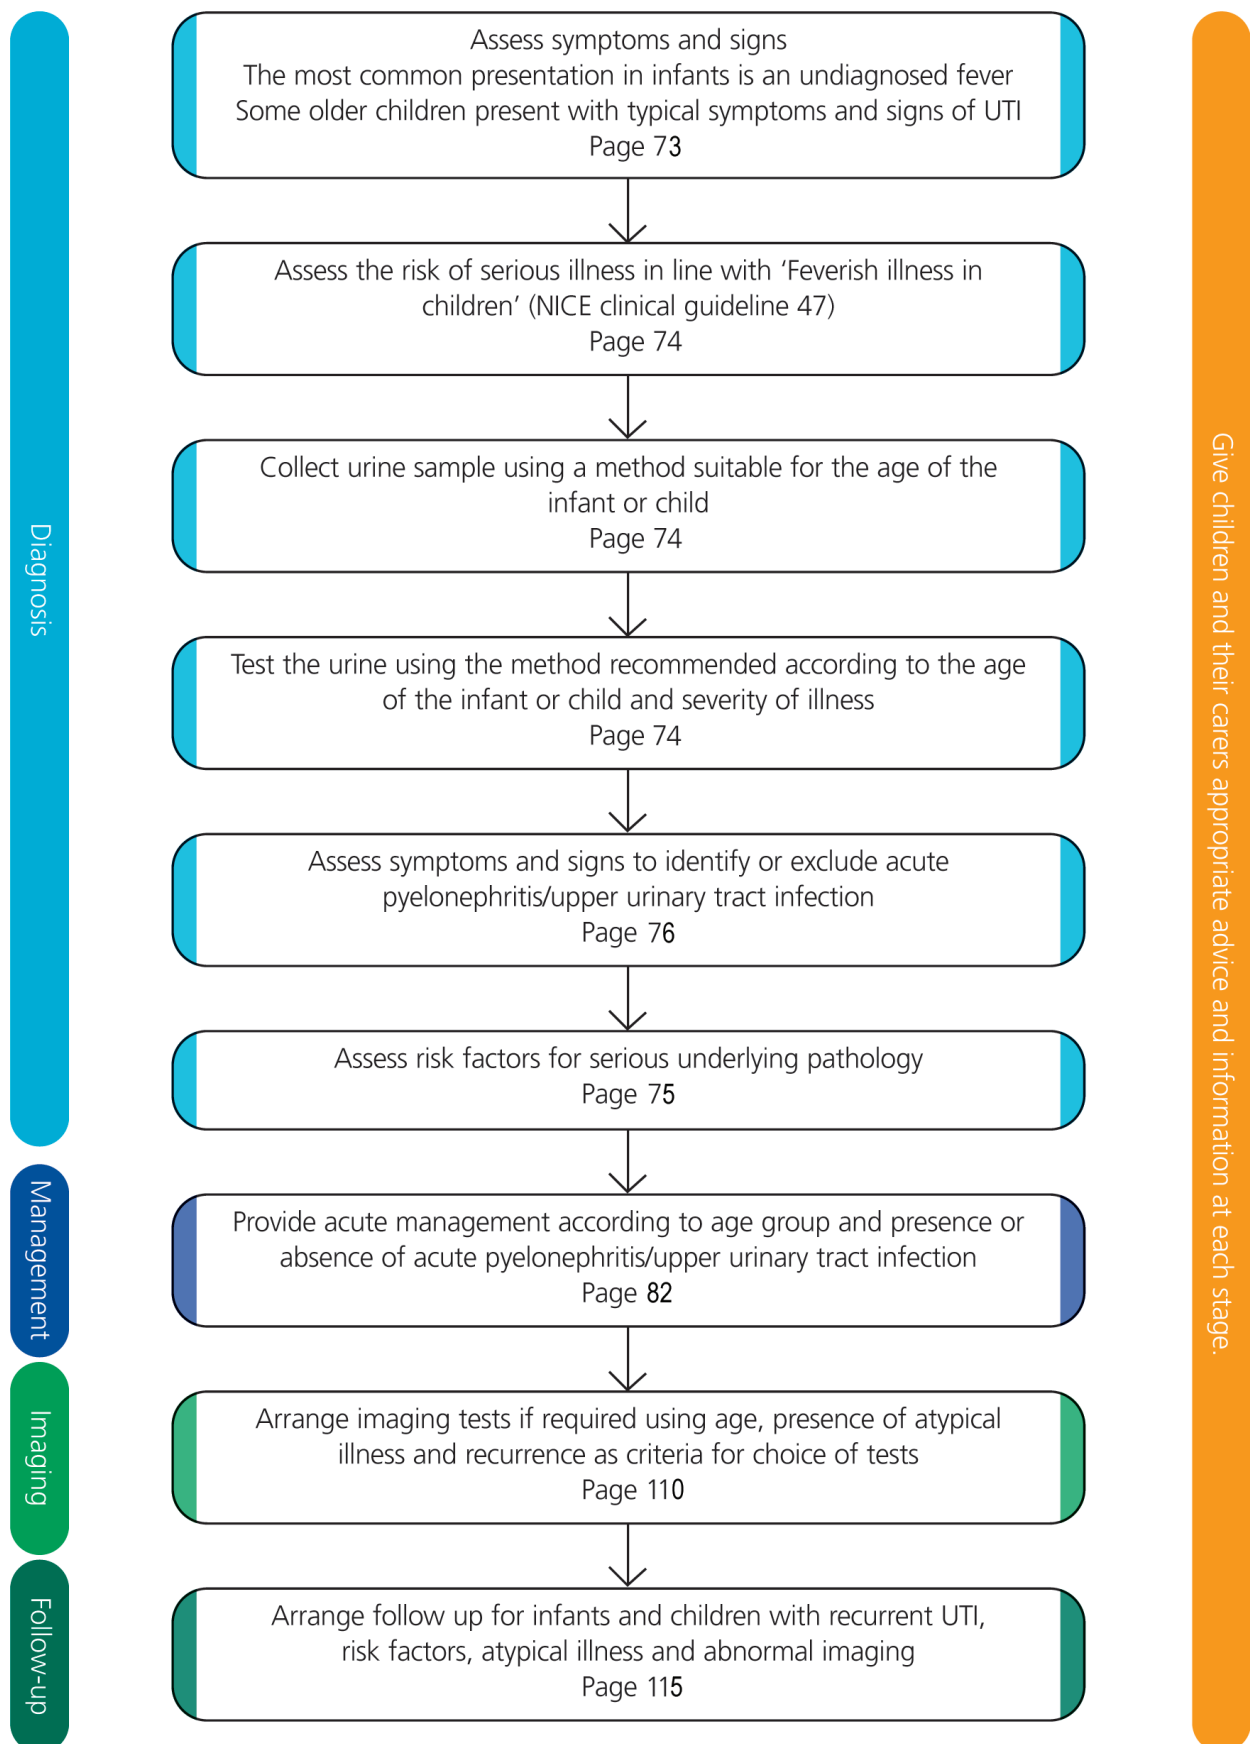 Assess symptoms and signs
The most common presentation in infants is an undiagnosed fever
Some older children present with typical symptoms and signs of UTI
Page 73
Assess the risk of serious illness in line with ‘Feverish illness in
children’ (NICE clinical guideline 47)
Page 74
Collect urine sample using a method suitable for the age of the
infant or child
Page 74
Test the urine using the method recommended according to the age
of the infant or child and severity of illness
Page 74
Assess symptoms and signs to identify or exclude acute
pyelonephritis/upper urinary tract infection
Page 76
Assess risk factors for serious underlying pathology
Page 75
Provide acute management according to age group and presence or
absence of acute pyelonephritis/upper urinary tract infection
Page 82
Arrange imaging tests if required using age, presence of atypical
illness and recurrence as criteria for choice of tests
Page 110
Arrange follow up for infants and children with recurrent UTI,
risk factors, atypical illness and abnormal imaging
Page 115
Diagnosis
Management
Imaging
Follow-up
Give children and their carers appropriate advice and information at each stage.